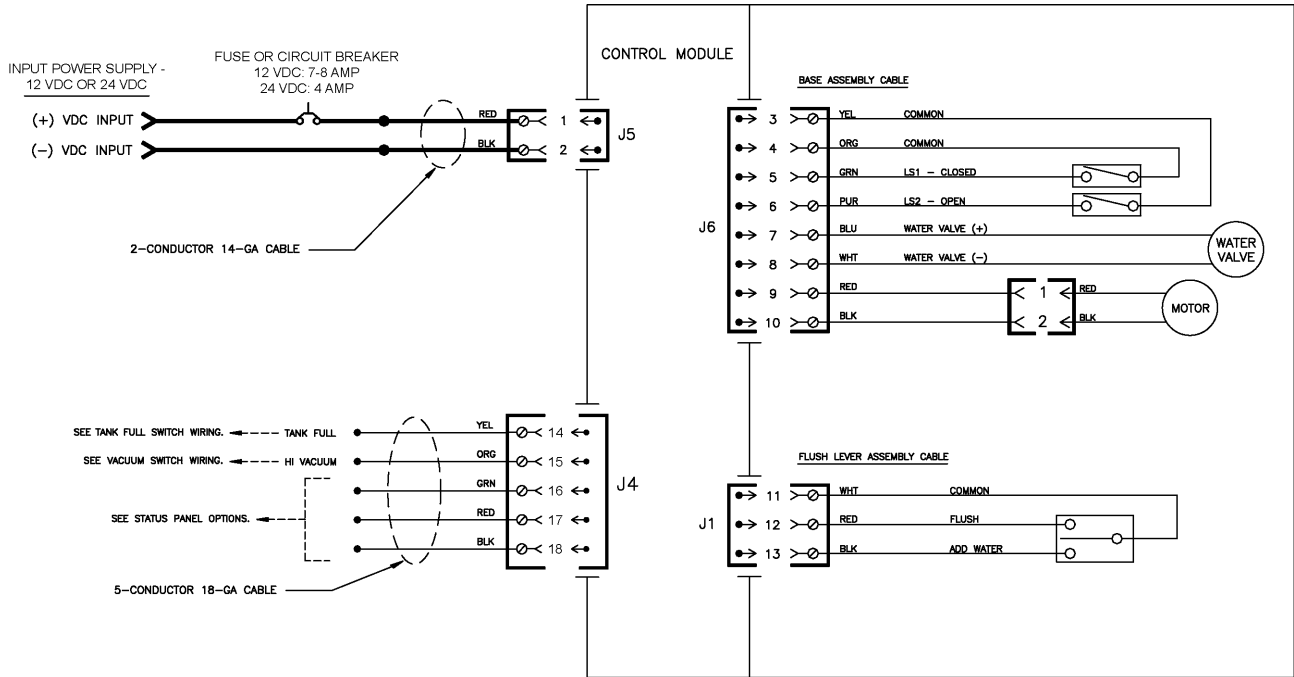 CONTROL MODULE
INPUT POWER SUPPLY -
12 VDC OR 24 VDC
FUSE OR CIRCUIT BREAKER
12 VDC: 7-8 AMP
24 VDC: 4 AMP
(+) VDC INPUT
RED
1
(-) VDC INPUT
BLK
2
J5
2-CONDUCTOR 14-GA CABLE
BASE ASSEMBLY CABLE
3 YEL COMMON
4 ORG COMMON
5 GRN LS1 - CLOSED
6 PUR LS2 - OPEN
7 BLU WATER VALVE (+)
8 WHT WATER VALVE (-)
9 RED 1 RED
10 BLK 2 BLK
J6
WATER
VALVE
MOTOR
SEE TANK FULL SWITCH WIRING. TANK FULL YEL 14
SEE VACUUM SWITCH WIRING. HI VACUUM ORG 15
GRN 16
SEE STATUS PANEL OPTIONS. RED 17
BLK 18
J4
5-CONDUCTOR 18-GA CABLE
FLUSH LEVER ASSEMBLY CABLE
11 WHT COMMON
12 RED FLUSH
13 BLK ADD WATER
J1